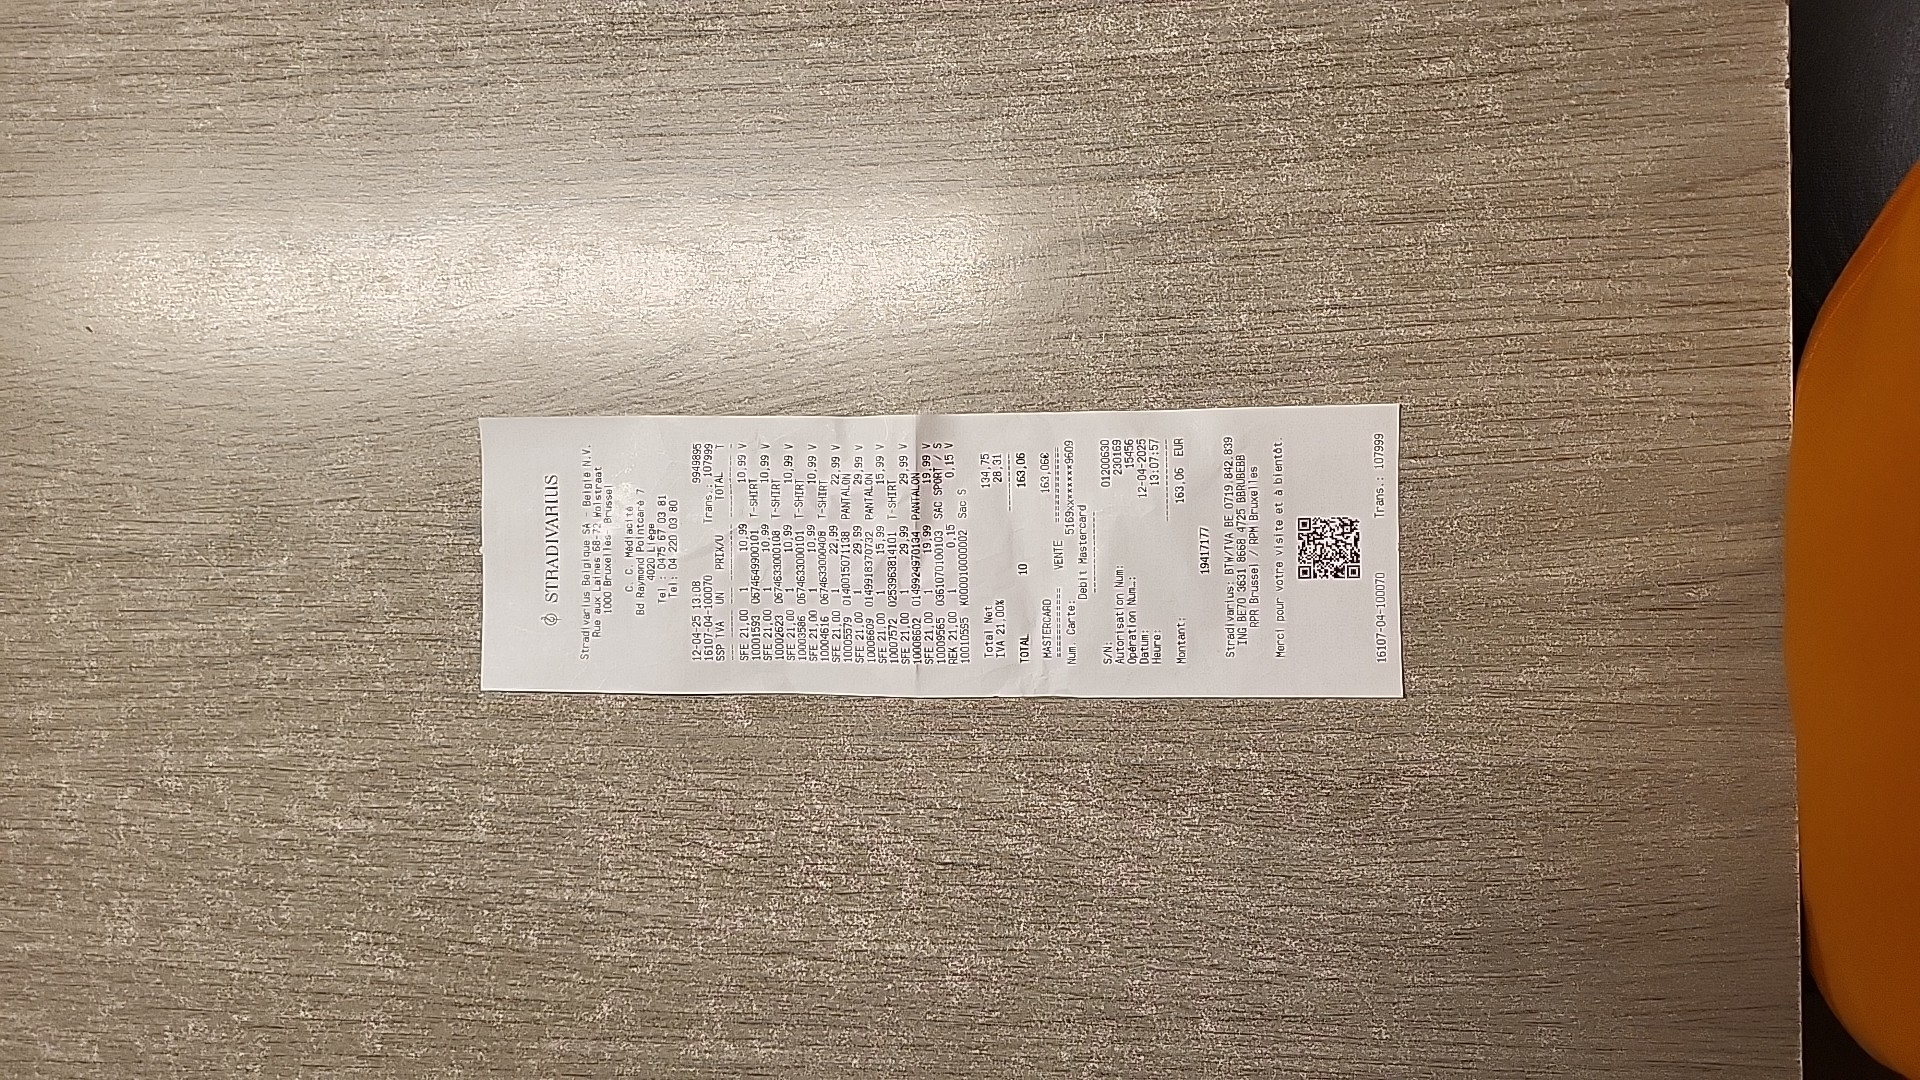 STRADIVARIUS
Stradivarius Belgique SA - België N.V.
Rue aux Laines 68-72 Wolstraat
1000 Bruxelles- Brussel
C. C. Médiacité
Bd Raymond Poincaré 7
4020 Liège
Tel : 0475 67 03 81
Tel: 04 220 03 80
12-04-25 13:08 9949895
16107-04-100070 Trans.: 107999
SSP TVA UN PRIX/U TOTAL T
SFE 21,00 1 10,99 10,99 V
10001593 0674649900101 T-SHIRT
SFE 21,00 1 10,99 10,99 V
10002623 0674633000108 T-SHIRT
SFE 21,00 1 10,99 10,99 V
10003586 0674633000101 T-SHIRT
SFE 21,00 1 10,99 10,99 V
10004616 0674633000408 T-SHIRT
SFE 21,00 1 22,99 22,99 V
10005579 0140015071138 PANTALON
SFE 21,00 1 29,99 29,99 V
10006609 0149918370732 PANTALON
SFE 21,00 1 15,99 15,99 V
10007572 0253963814101 T-SHIRT
SFE 21,00 1 29,99 29,99 V
10008602 0149924970134 PANTALON
SFE 21,00 1 19,99 19,99 V
10009565 0361070100103 SAC SPORT / S
REK 21,00 1 0,15 0,15 V
10010555 K0000100000002 Sac S
Total Net 134,75
IVA 21,00% 28,31
TOTAL 10 163,06
MASTERCARD 163,06€
============ VENTE ============
Num. Carte: 5169xx******9609
Debit Mastercard
S/N: 01200630
Autorisation Num: 230169
Opération Num.: 15456
Datum: 12-04-2025
Heure: 13:07:57
Montant: 163,06 EUR
19417177
Stradivarius: BTW/TVA BE 0719.842.839
ING BE70 3631 8668 4725 BBRUBEBB
RPR Brussel / RPM Bruxelles
Merci pour votre visite et à bientôt.
16107-04-100070 Trans.: 107999